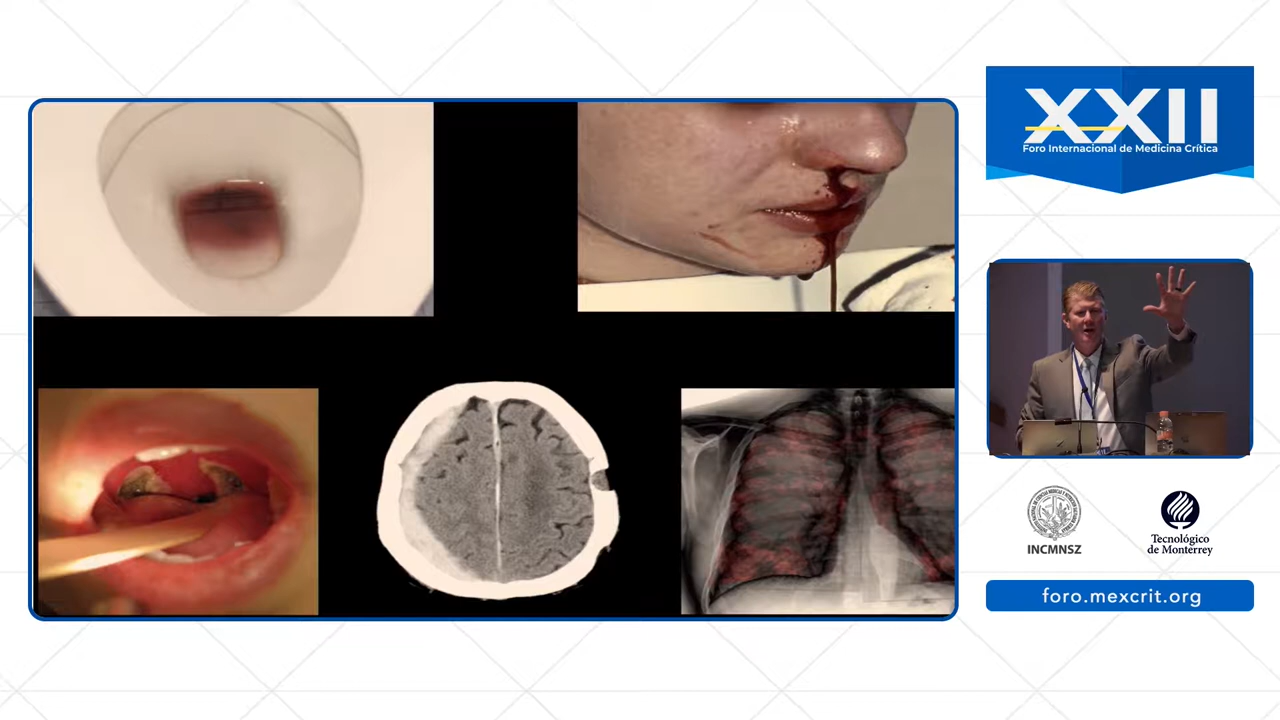 XXII
Foro Internacional de Medicina Crítica
INCMNSZ
Tecnológico
de Monterrey
foro.mexcrit.org